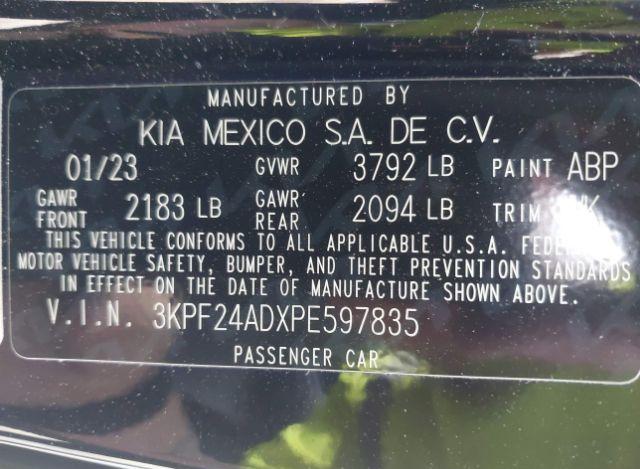 MANUFACTURED BY
KIA MEXICO S.A. DE C.V.
01/23 GVWR 3792 LB PAINT ABP
GAWR FRONT 2183 LB GAWR REAR 2094 LB TRIM
THIS VEHICLE CONFORMS TO ALL APPLICABLE U.S.A.
MOTOR VEHICLE SAFETY, BUMPER, AND THEFT PREVENTION STANDARDS
IN EFFECT ON THE DATE OF MANUFACTURE SHOWN ABOVE.
V.I.N. 3KPF24ADXPE597835
PASSENGER CAR